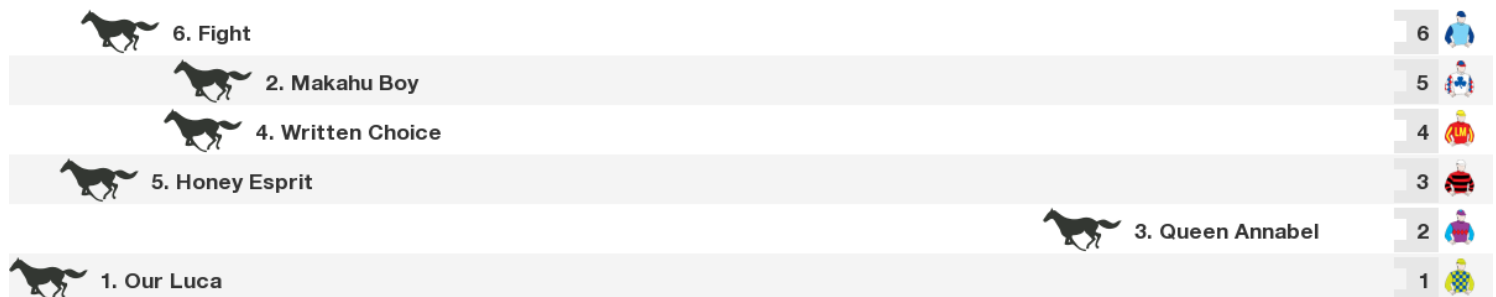 6. Fight 6
2. Makahu Boy 5
4. Written Choice 4 LM
5. Honey Esprit 3
3. Queen Annabel 2
1. Our Luca 1